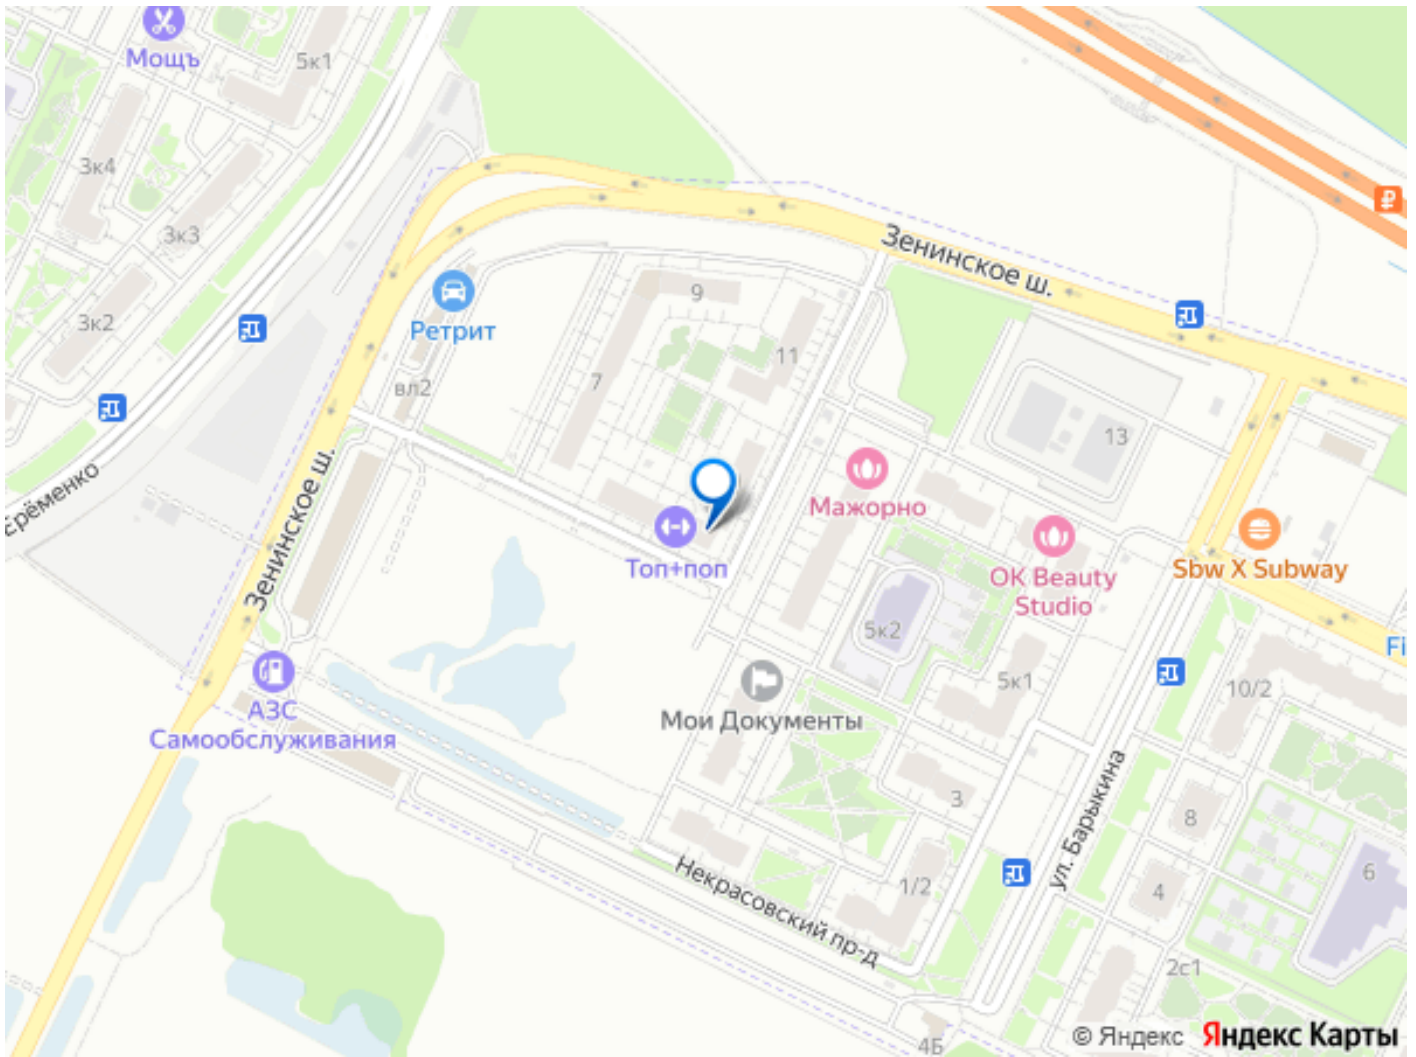 Мощъ
5к1
3к4
3к3
3к2
Зенинское ш.
Ретрит
9
11
7
вл2
13
Ерёменко
Зенинское ш.
Мажорно
Топ+поп
OK Beauty
Studio
Sbw X Subway
Fi
5к2
5к1
10/2
АЗС
Самообслуживания
Мои Документы
3
8
ул. Барыкина
1/2
4
6
Некрасовский пр-д
2с1
4Б
© Яндекс Яндекс Карты